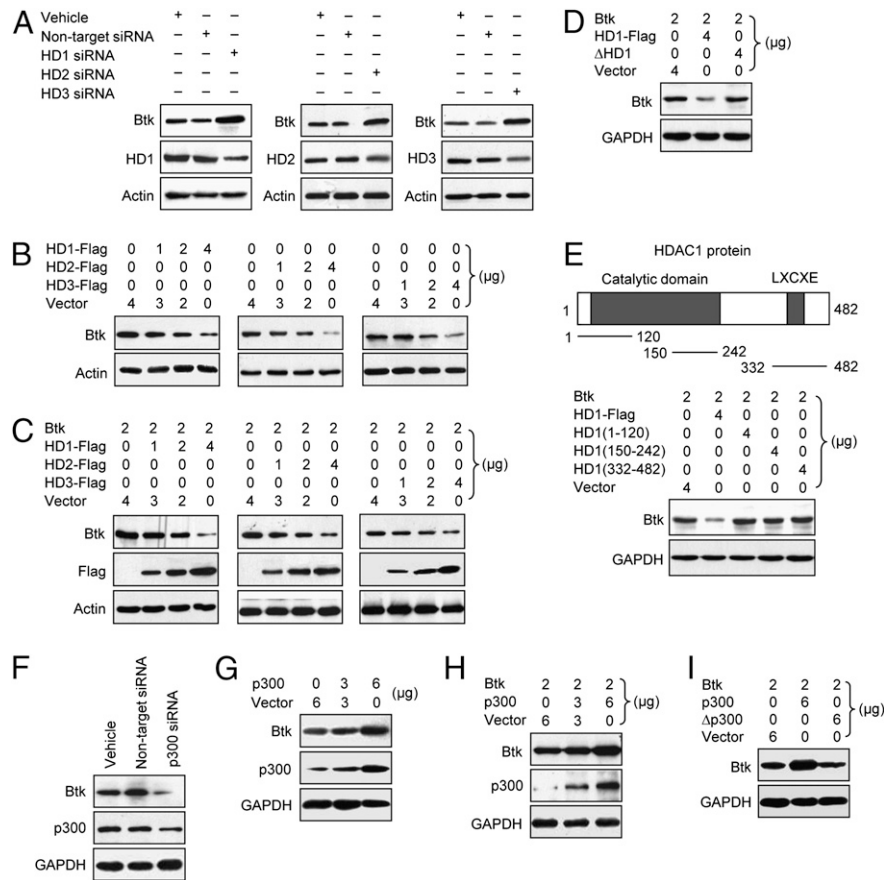 A
Vehicle + – – + – – + – –
Non-target siRNA – + – – + – – + –
HD1 siRNA – – + – – – – – –
HD2 siRNA – – – – – + – – –
HD3 siRNA – – – – – – – – +
Btk Btk Btk
HD1 HD2 HD3
Actin Actin Actin
B
HD1-Flag 0 1 2 4 0 0 0 0 0 0 0 0
HD2-Flag 0 0 0 0 0 1 2 4 0 0 0 0
HD3-Flag 0 0 0 0 0 0 0 0 0 1 2 4
Vector 4 3 2 0 4 3 2 0 4 3 2 0
(µg)
Btk
Actin
C
Btk 2 2 2 2 2 2 2 2 2 2 2 2
HD1-Flag 0 1 2 4 0 0 0 0 0 0 0 0
HD2-Flag 0 0 0 0 0 1 2 4 0 0 0 0
HD3-Flag 0 0 0 0 0 0 0 0 0 1 2 4
Vector 4 3 2 0 4 3 2 0 4 3 2 0
(µg)
Btk
Flag
Actin
D
Btk 2 2 2
HD1-Flag 0 4 0
ΔHD1 0 0 4
Vector 4 0 0
(µg)
Btk
GAPDH
E
HDAC1 protein
Catalytic domain LXCXE
1 482
1 120
150 242
332 482
Btk 2 2 2 2 2
HD1-Flag 0 4 0 0 0
HD1(1-120) 0 0 4 0 0
HD1(150-242) 0 0 0 4 0
HD1(332-482) 0 0 0 0 4
Vector 4 0 0 0 0
(µg)
Btk
GAPDH
F
Vehicle
Non-target siRNA
p300 siRNA
Btk
p300
GAPDH
G
p300 0 3 6
Vector 6 3 0
(µg)
Btk
p300
GAPDH
H
Btk 2 2 2
p300 0 3 6
Vector 6 3 0
(µg)
Btk
p300
GAPDH
I
Btk 2 2 2
p300 0 6 0
Δp300 0 0 6
Vector 6 0 0
(µg)
Btk
GAPDH